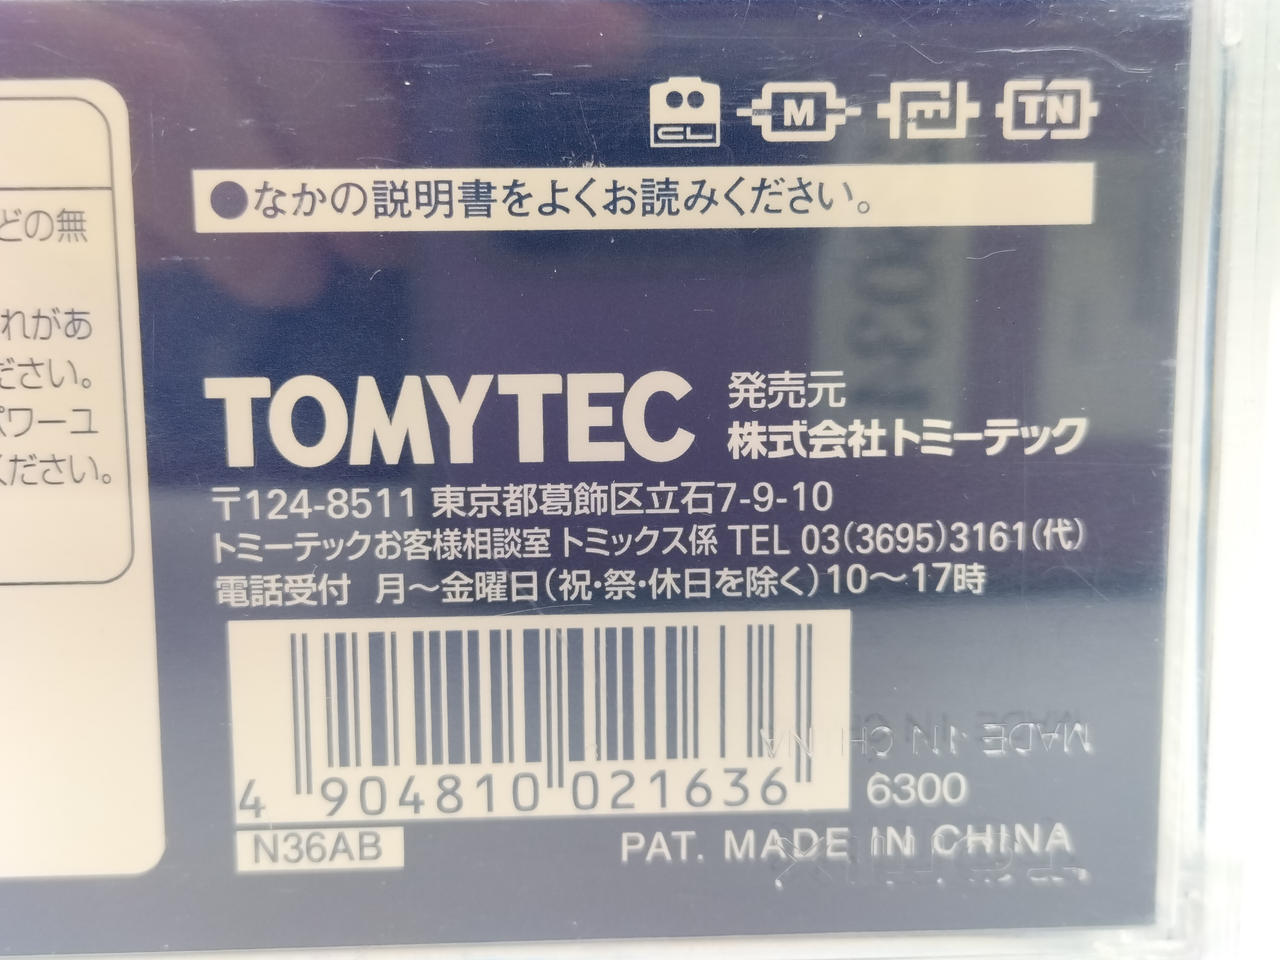 CL M TN
●なかの説明書をよくお読みください。
どの無
れがあ
ださい。
パワーユ
ください。
TOMYTEC 発売元
株式会社トミーテック
〒124-8511 東京都葛飾区立石7-9-10
トミーテックお客様相談室 トミックス係 TEL 03(3695)3161(代)
電話受付 月〜金曜日(祝・祭・休日を除く)10〜17時
4 904810 021636
6300
MADE IN CHINA
N36AB
PAT. MADE IN CHINA